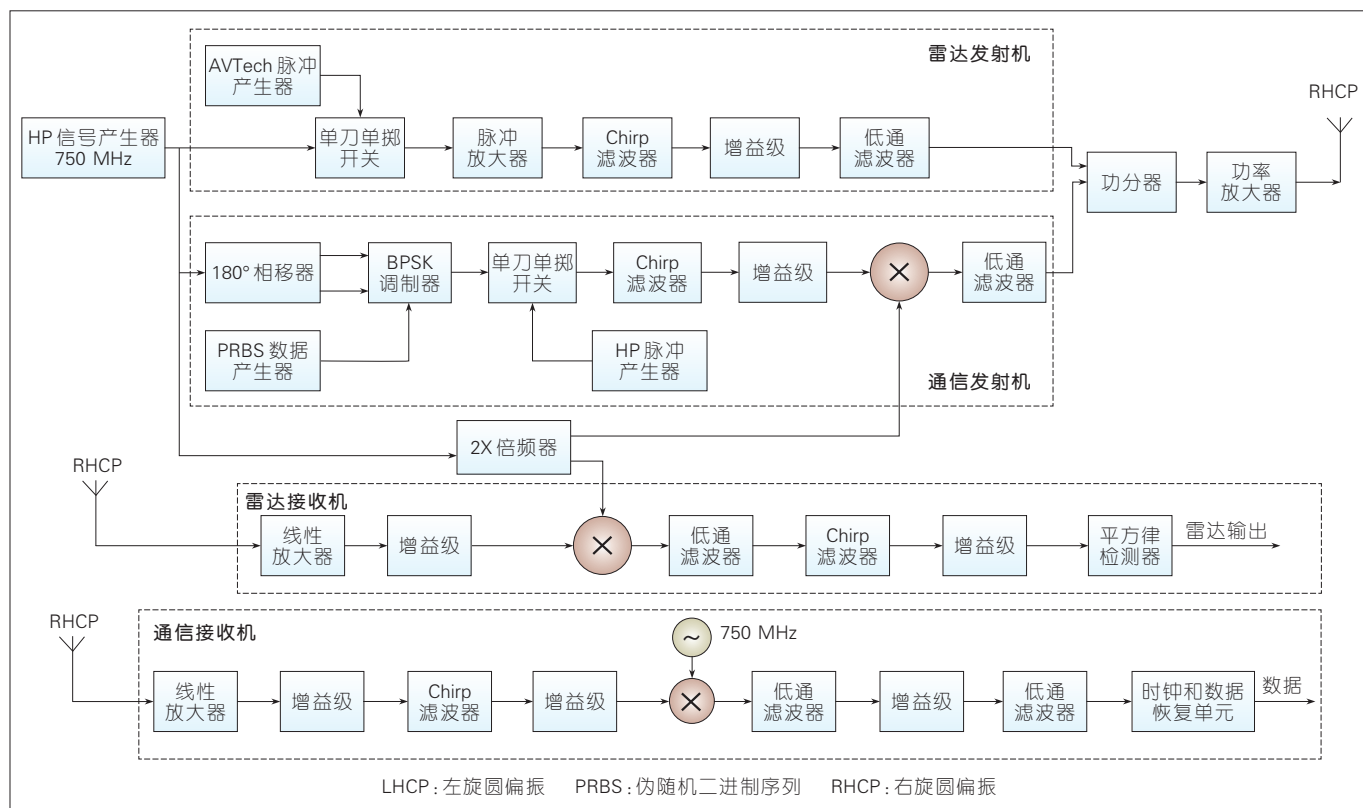 雷达发射机
AVTech 脉冲
产生器
RHCP
HP 信号产生器
750 MHz
单刀单掷
开关
脉冲
放大器
Chirp
滤波器
增益级
低通
滤波器
功分器
功率
放大器
180° 相移器
BPSK
调制器
单刀单掷
开关
Chirp
滤波器
增益级
×
低通
滤波器
PRBS 数据
产生器
HP 脉冲
产生器
通信发射机
2X 倍频器
RHCP
雷达接收机
线性
放大器
增益级
×
低通
滤波器
Chirp
滤波器
增益级
平方律
检测器
雷达输出
RHCP
通信接收机
~
750 MHz
线性
放大器
增益级
Chirp
滤波器
增益级
×
低通
滤波器
增益级
低通
滤波器
时钟和数据
恢复单元
数据
LHCP:左旋圆偏振 PRBS:伪随机二进制序列 RHCP:右旋圆偏振